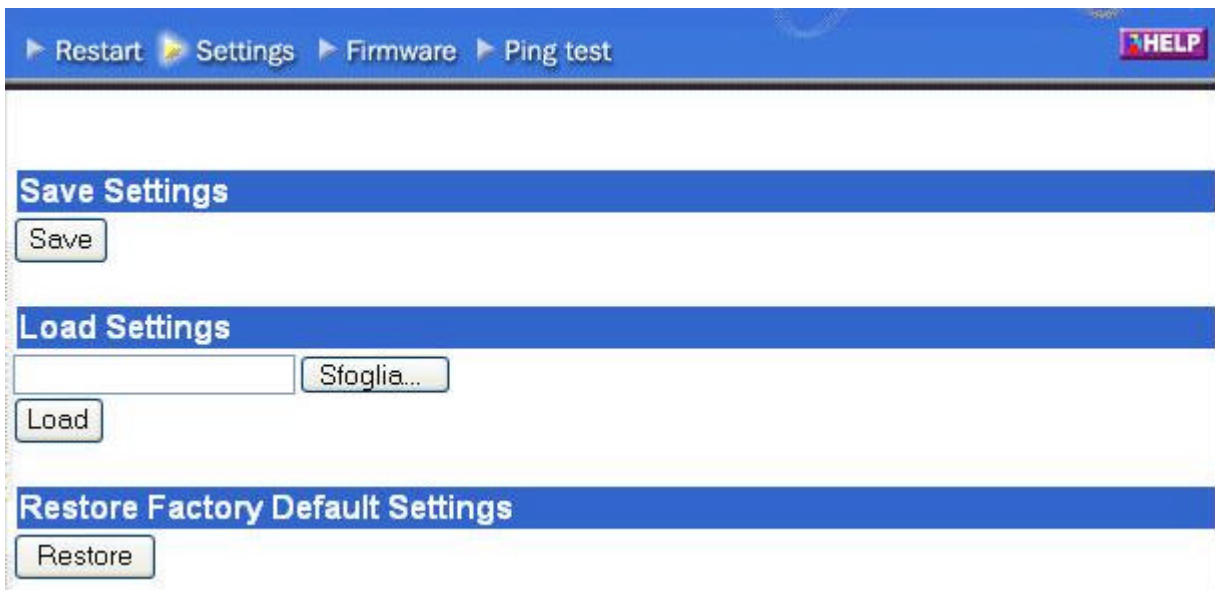 Restart Settings Firmware Ping test HELP
Save Settings
Save
Load Settings
Sfoglia...
Load
Restore Factory Default Settings
Restore